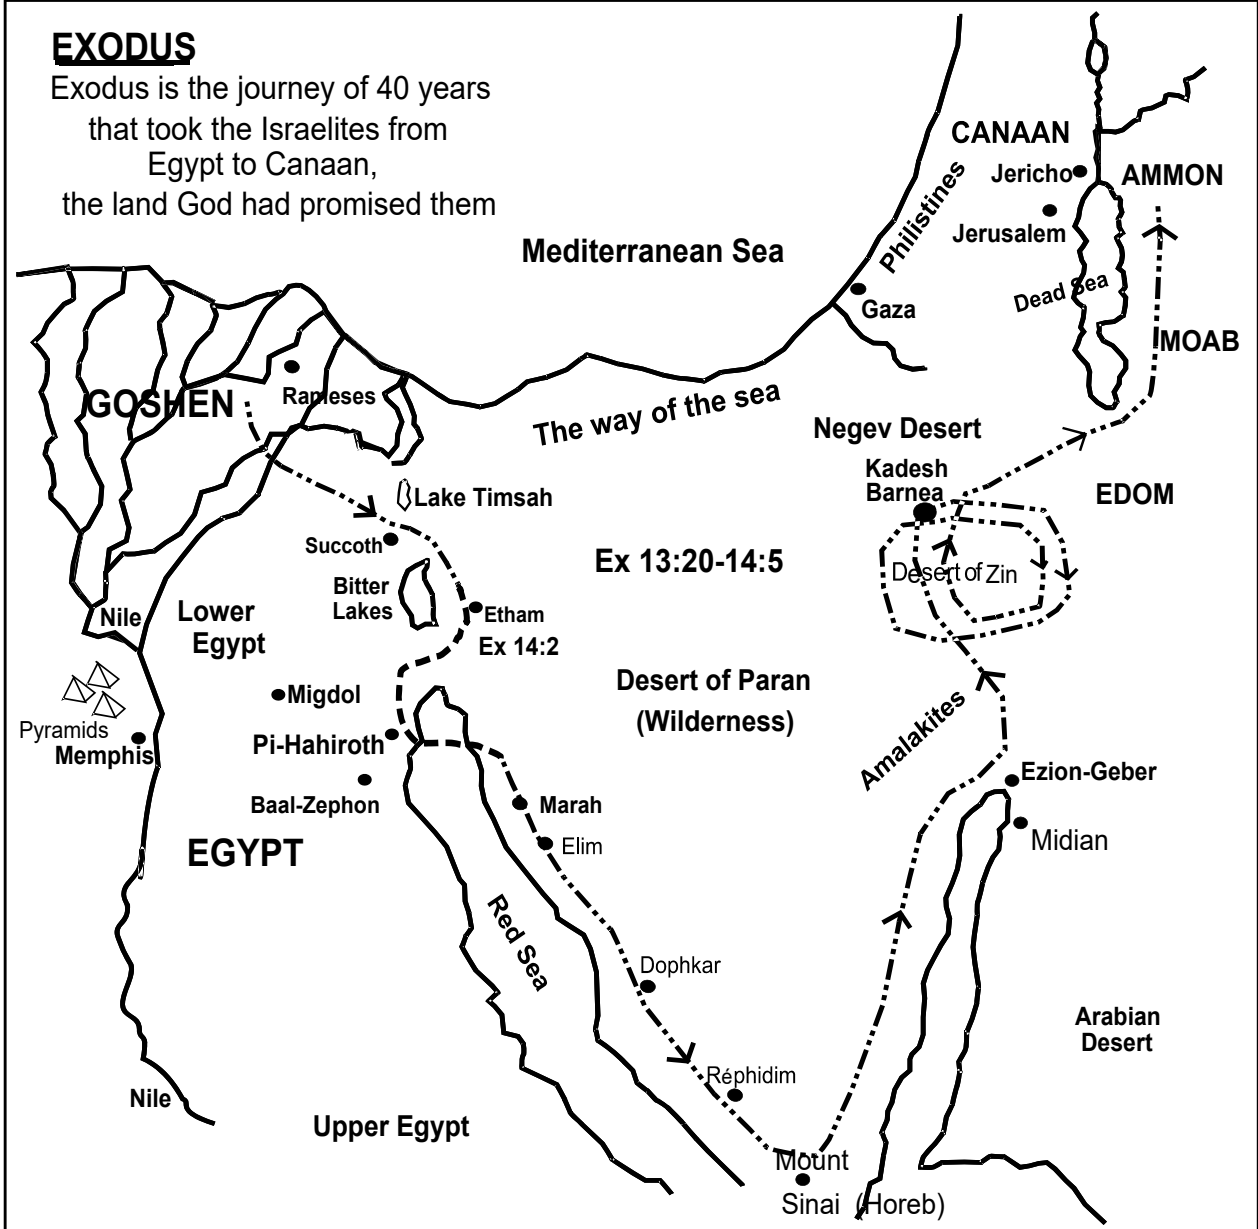 EXODUS
Exodus is the journey of 40 years
that took the Israelites from
Egypt to Canaan,
the land God had promised them
CANAAN
Jericho
AMMON
Jerusalem
Philistines
Mediterranean Sea
Dead Sea
Gaza
MOAB
GOSHEN
Rameses
The way of the sea
Negev Desert
Kadesh
Barnea
EDOM
Lake Timsah
Succoth
Ex 13:20-14:5
Desert of Zin
Bitter
Lakes
Nile
Lower
Egypt
Etham
Ex 14:2
Desert of Paran
(Wilderness)
Migdol
Pyramids
Memphis
Pi-Hahiroth
Amalakites
Ezion-Geber
Baal-Zephon
Marah
Midian
Elim
EGYPT
Red Sea
Dophkar
Arabian
Desert
Réphidim
Nile
Upper Egypt
Mount
Sinai (Horeb)